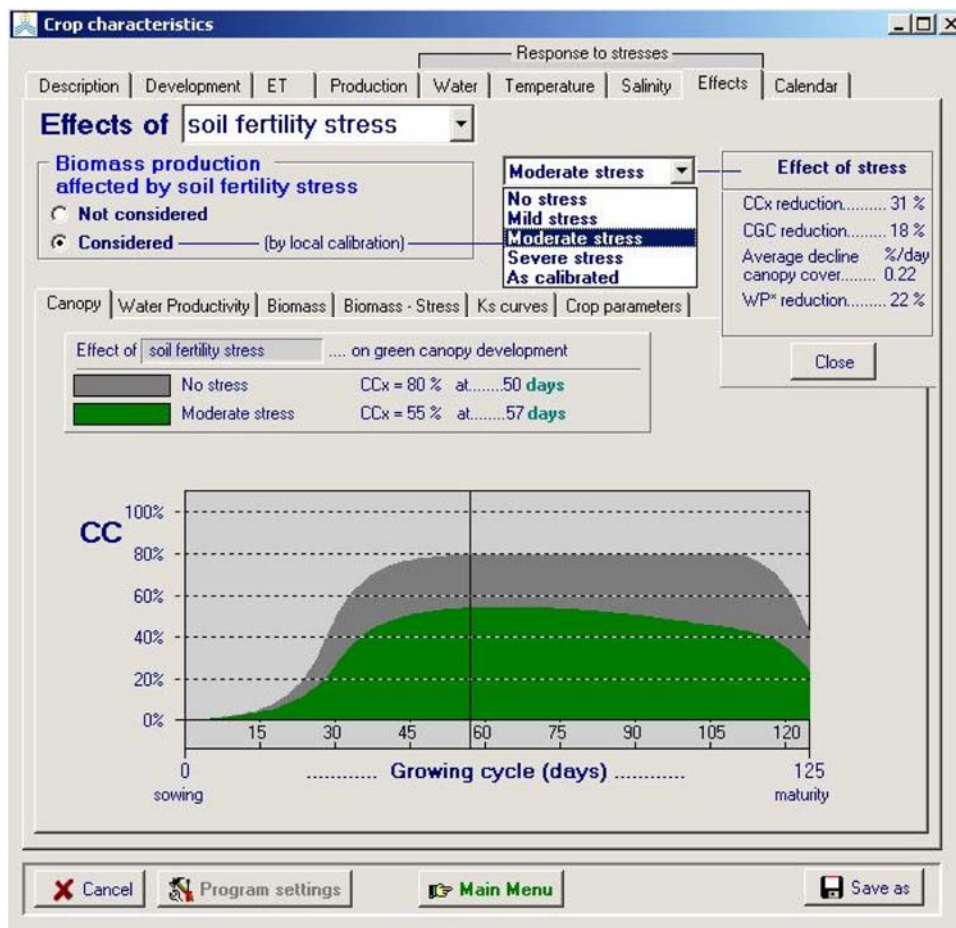 Crop characteristics
Response to stresses
Description Development ET Production Water Temperature Salinity Effects Calendar
Effects of soil fertility stress
Biomass production
affected by soil fertility stress
Not considered
Considered (by local calibration)
Moderate stress
No stress
Mild stress
Moderate stress
Severe stress
As calibrated
Effect of stress
CCx reduction......... 31 %
CGC reduction......... 18 %
Average decline %/day
canopy cover....... 0.22
WP* reduction......... 22 %
Close
Canopy Water Productivity Biomass Biomass - Stress Ks curves Crop parameters
Effect of soil fertility stress .... on green canopy development
No stress CCx = 80 % at.......50 days
Moderate stress CCx = 55 % at.......57 days
CC
100%
80%
60%
40%
20%
0%
15 30 45 60 75 90 105 120
0 ............ Growing cycle (days) ............ 125
sowing maturity
Cancel Program settings Main Menu Save as